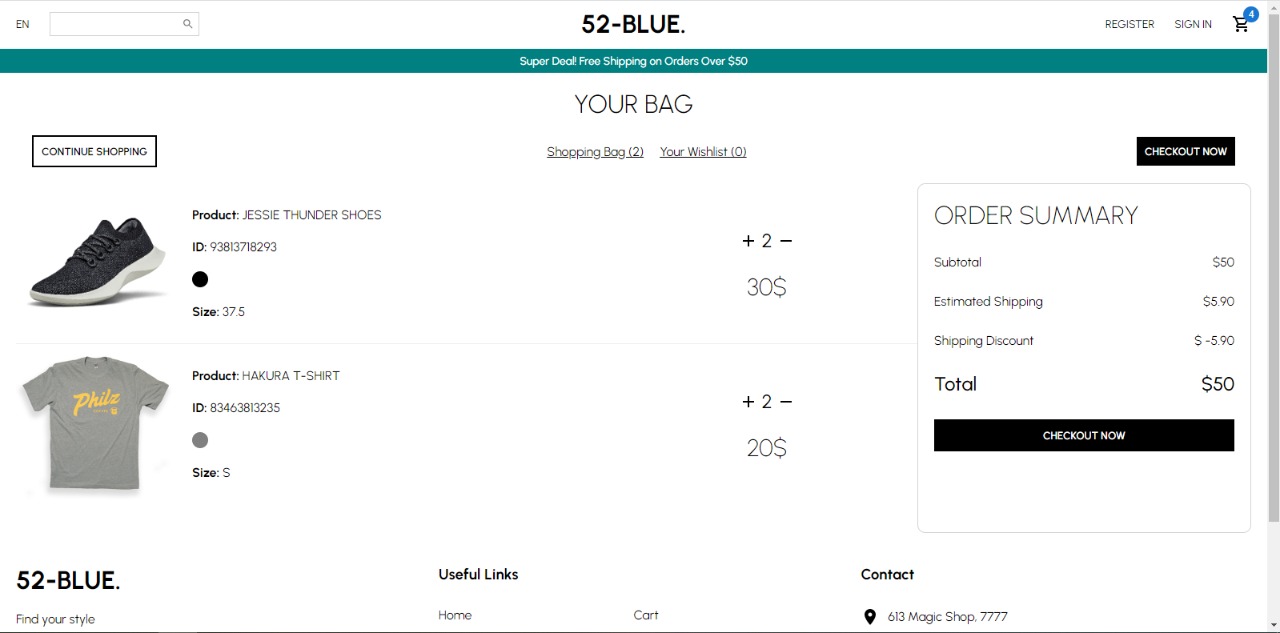 EN
52-BLUE.
REGISTER
SIGN IN
4
Super Deal! Free Shipping on Orders Over $50
YOUR BAG
CONTINUE SHOPPING
Shopping Bag (2)
Your Wishlist (0)
CHECKOUT NOW
Product: JESSIE THUNDER SHOES
ID: 93813718293
Size: 37.5
+ 2 −
30$
Philz
Product: HAKURA T-SHIRT
ID: 83463813235
Size: S
+ 2 −
20$
ORDER SUMMARY
Subtotal $50
Estimated Shipping $5.90
Shipping Discount $ -5.90
Total $50
CHECKOUT NOW
52-BLUE.
Find your style
Useful Links
Home
Cart
Contact
613 Magic Shop, 7777